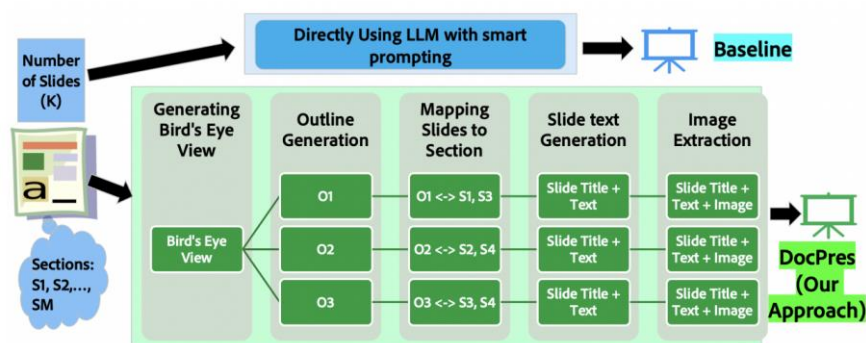 Number
of Slides
(K)
Directly Using LLM with smart
prompting
Baseline
a
Sections:
S1, S2,...,
SM
Generating
Bird's Eye
View
Outline
Generation
Mapping
Slides to
Section
Slide text
Generation
Image
Extraction
Bird's Eye
View
O1
O1 <-> S1, S3
Slide Title +
Text
Slide Title +
Text + Image
O2
O2 <-> S2, S4
Slide Title +
Text
Slide Title +
Text + Image
O3
O3 <-> S3, S4
Slide Title +
Text
Slide Title +
Text + Image
DocPres
(Our
Approach)